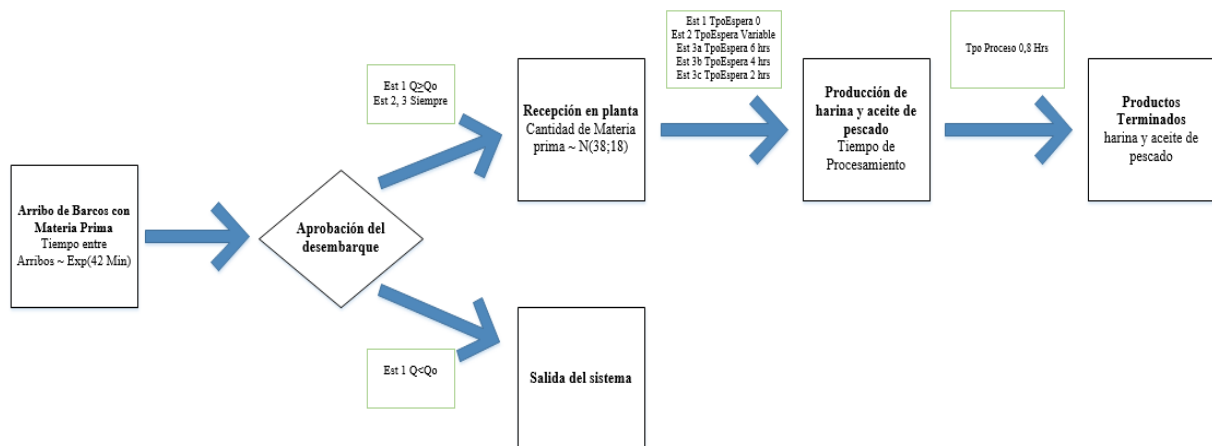 Arribo de Barcos con
Materia Prima
Tiempo entre
Arribos ~ Exp(42 Min)
Aprobación del
desembarque
Est 1 Q≥Qo
Est 2, 3 Siempre
Est 1 Q<Qo
Recepción en planta
Cantidad de Materia
prima ~ N(38;18)
Salida del sistema
Est 1 TpoEspera 0
Est 2 TpoEspera Variable
Est 3a TpoEspera 6 hrs
Est 3b TpoEspera 4 hrs
Est 3c TpoEspera 2 hrs
Producción de
harina y aceite de
pescado
Tiempo de
Procesamiento
Tpo Proceso 0,8 Hrs
Productos
Terminados
harina y aceite de
pescado